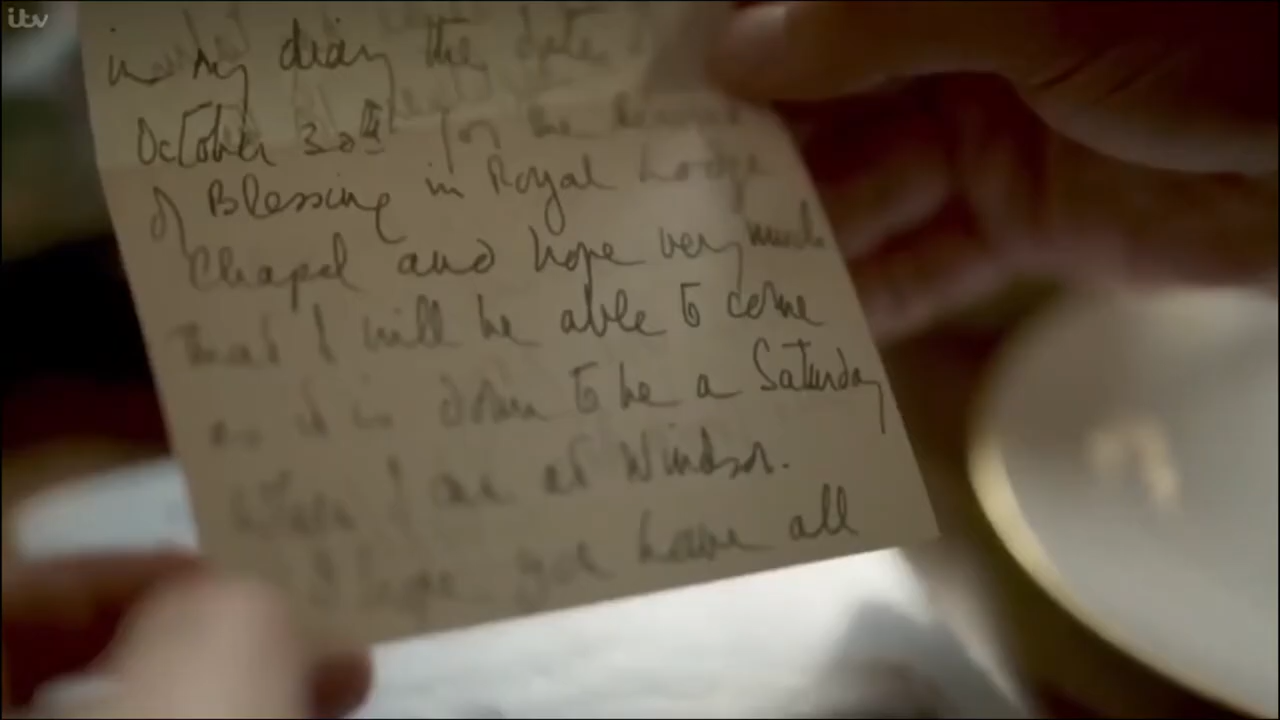 itv
in my diary the date
October 30th for the Service
of Blessing in Royal Lodge
Chapel and hope very much
that I will be able to come
as it is down to be a Saturday
when I am at Windsor.
I hope you have all